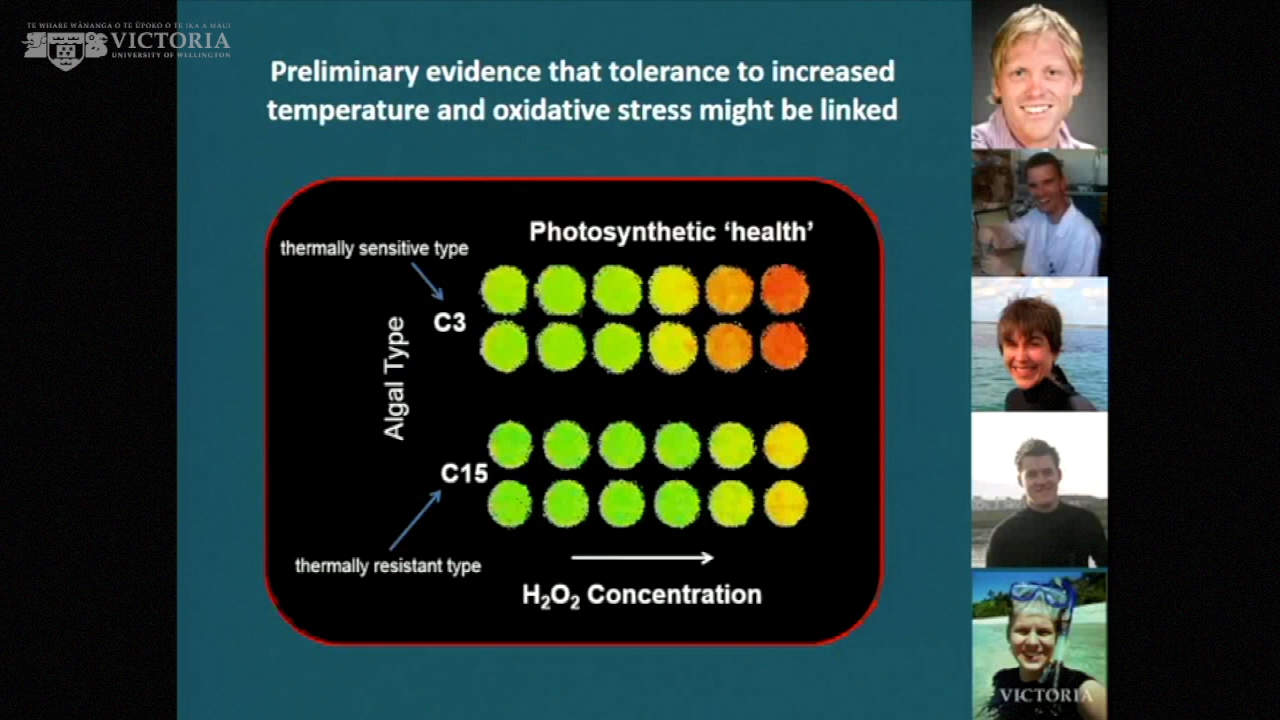 TE WHARE WĀNANGA O TE ŪPOKO O TE IKA A MAUI
VICTORIA
UNIVERSITY OF WELLINGTON
Preliminary evidence that tolerance to increased
temperature and oxidative stress might be linked
Photosynthetic ‘health’
thermally sensitive type
C3
Algal Type
C15
thermally resistant type
H₂O₂ Concentration
VICTORIA